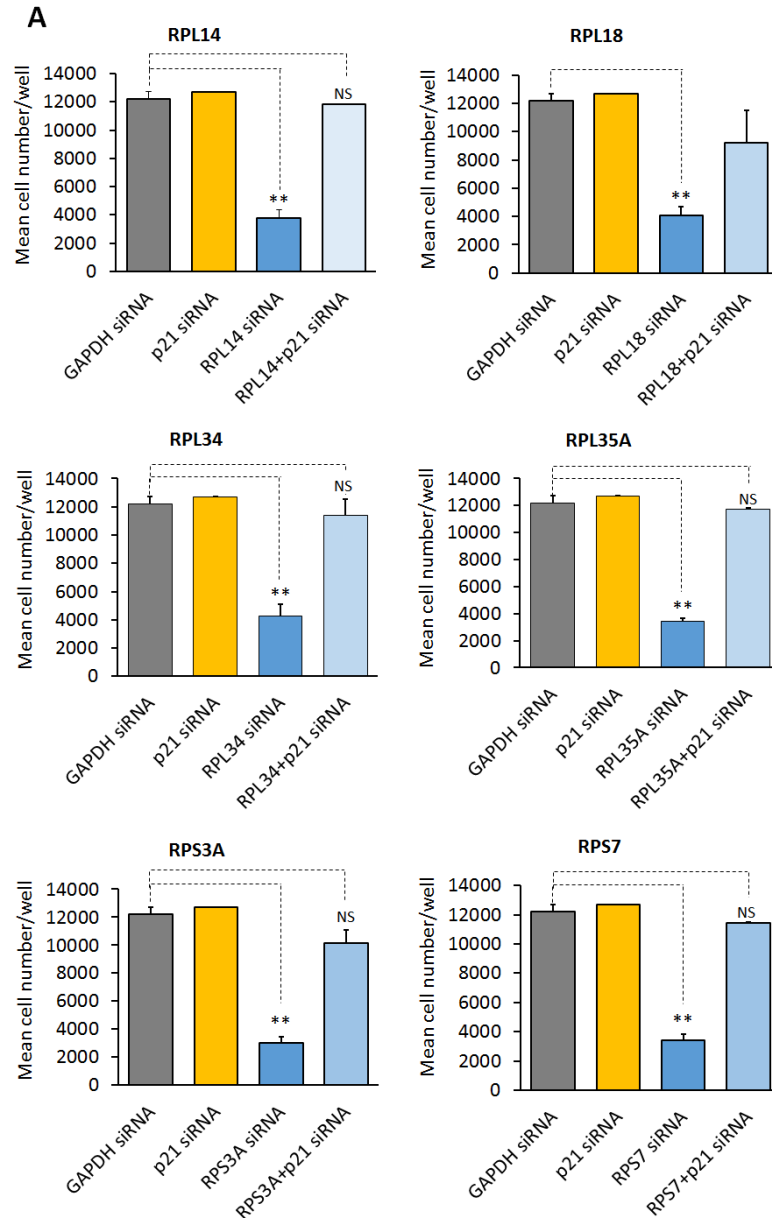 A
RPL14
Mean cell number/well
14000
12000
10000
8000
6000
4000
2000
0
**
NS
GAPDH siRNA
p21 siRNA
RPL14 siRNA
RPL14+p21 siRNA
RPL18
Mean cell number/well
14000
12000
10000
8000
6000
4000
2000
0
**
GAPDH siRNA
p21 siRNA
RPL18 siRNA
RPL18+p21 siRNA
RPL34
Mean cell number/well
14000
12000
10000
8000
6000
4000
2000
0
**
NS
GAPDH siRNA
p21 siRNA
RPL34 siRNA
RPL34+p21 siRNA
RPL35A
Mean cell number/well
14000
12000
10000
8000
6000
4000
2000
0
**
NS
GAPDH siRNA
p21 siRNA
RPL35A siRNA
RPL35A+p21 siRNA
RPS3A
Mean cell number/well
14000
12000
10000
8000
6000
4000
2000
0
**
NS
GAPDH siRNA
p21 siRNA
RPS3A siRNA
RPS3A+p21 siRNA
RPS7
Mean cell number/well
14000
12000
10000
8000
6000
4000
2000
0
**
NS
GAPDH siRNA
p21 siRNA
RPS7 siRNA
RPS7+p21 siRNA